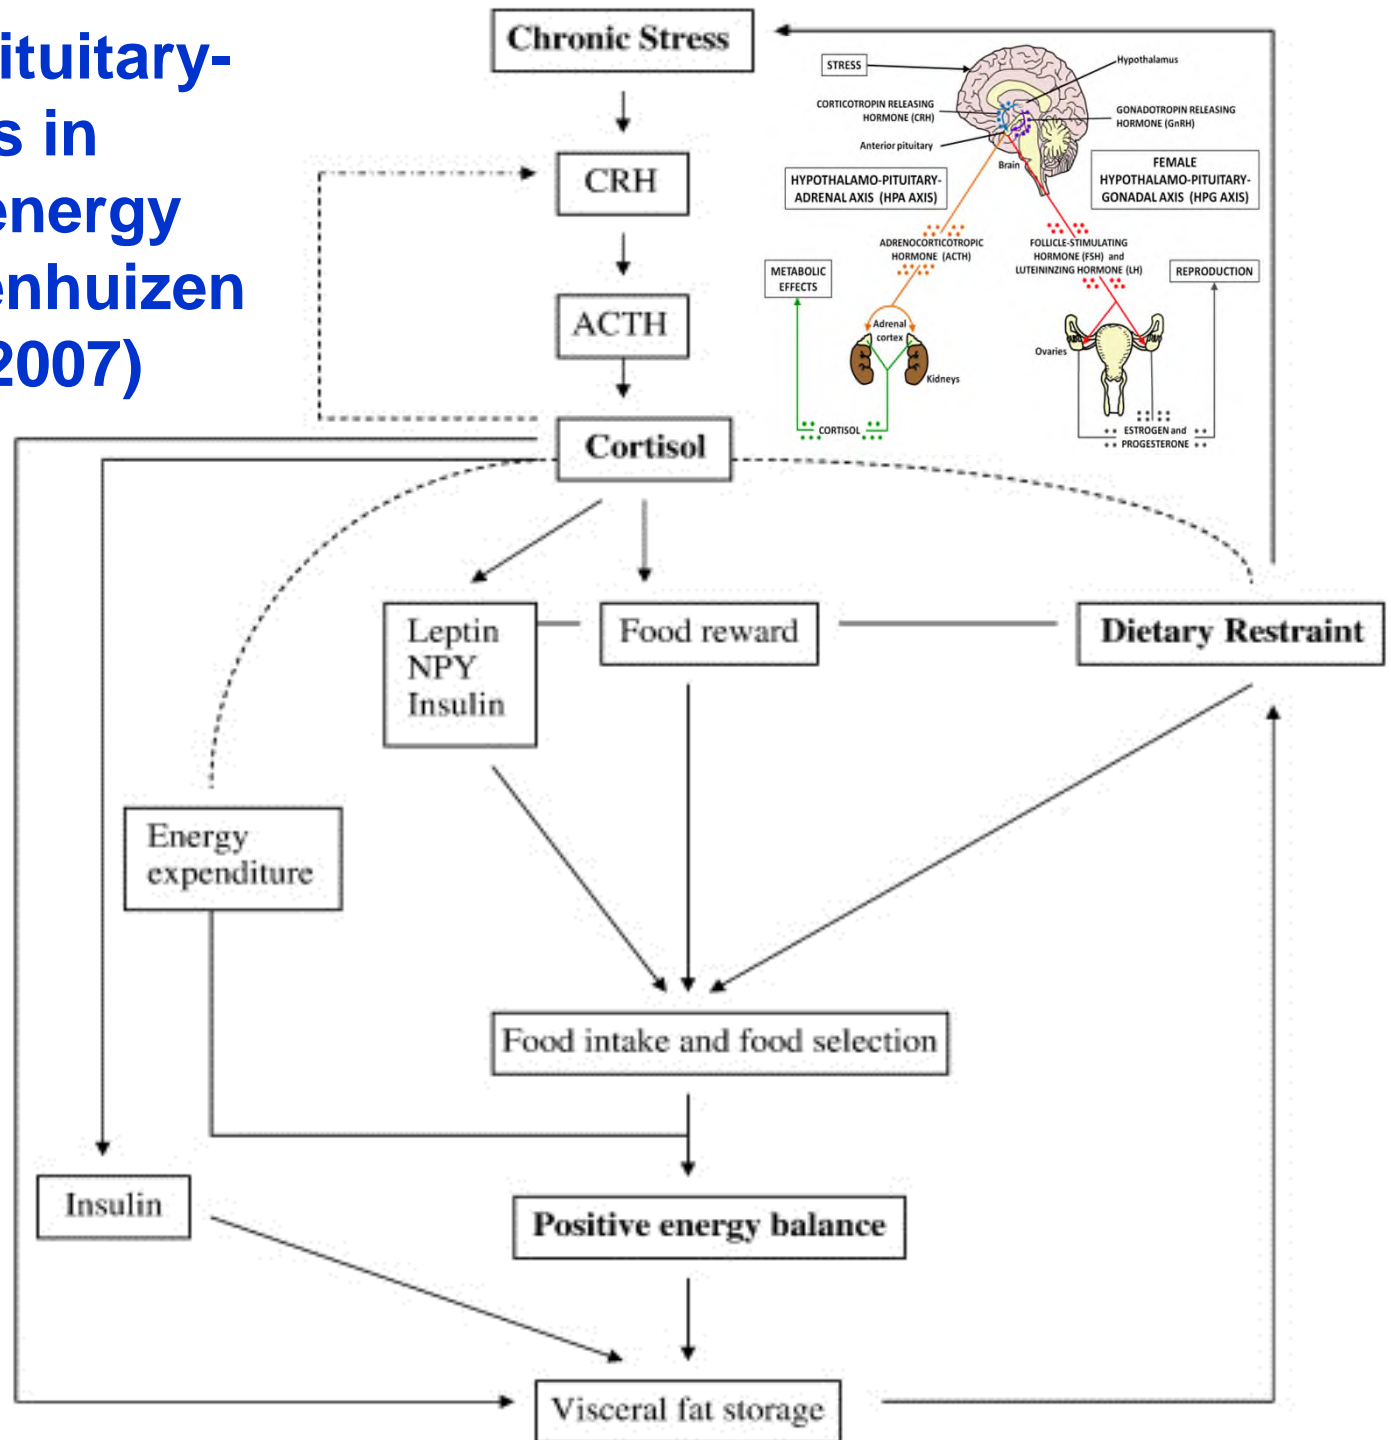 ituitary-
s in
energy
enhuizen
2007)
Chronic Stress
CRH
ACTH
Cortisol
STRESS
Hypothalamus
CORTICOTROPIN RELEASING
HORMONE (CRH)
GONADOTROPIN RELEASING
HORMONE (GnRH)
Anterior pituitary
Brain
HYPOTHALAMO-PITUITARY-
ADRENAL AXIS (HPA AXIS)
FEMALE
HYPOTHALAMO-PITUITARY-
GONADAL AXIS (HPG AXIS)
ADRENOCORTICOTROPIC
HORMONE (ACTH)
FOLLICLE-STIMULATING
HORMONE (FSH) and
LUTEININZING HORMONE (LH)
METABOLIC
EFFECTS
REPRODUCTION
Adrenal
cortex
Kidneys
Ovaries
CORTISOL
ESTROGEN and
PROGESTERONE
Leptin
NPY
Insulin
Food reward
Dietary Restraint
Energy
expenditure
Food intake and food selection
Insulin
Positive energy balance
Visceral fat storage